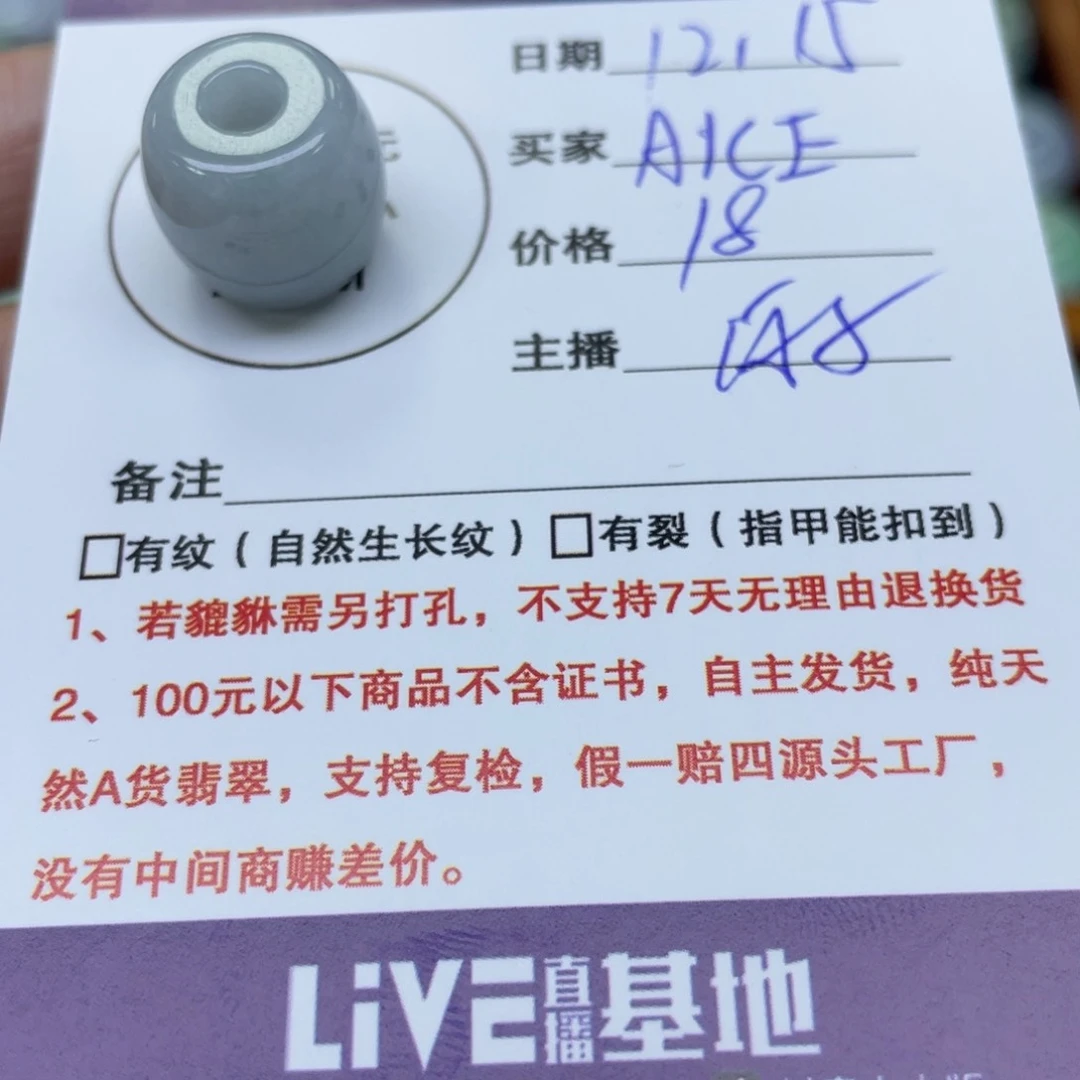 日期 12.15
买家 AICE
价格 18
主播
备注
□有纹(自然生长纹) □有裂(指甲能扣到)
1、若貔貅需另打孔,不支持7天无理由退换货
2、100元以下商品不含证书,自主发货,纯天
然A货翡翠,支持复检,假一赔四源头工厂,
没有中间商赚差价。
LiVE直播基地